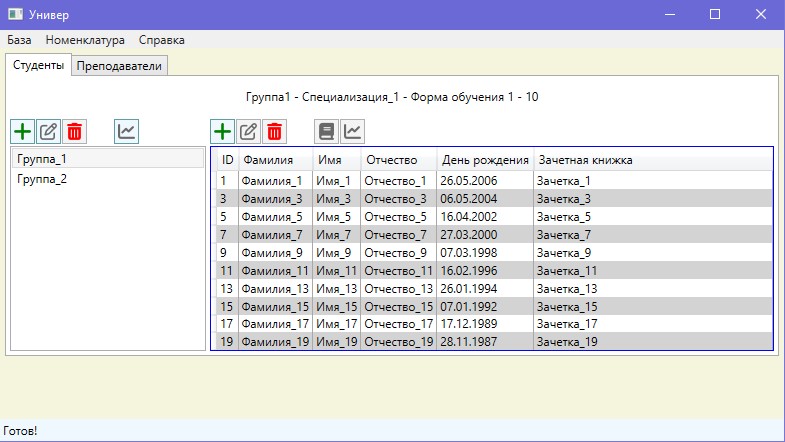 Универ
База Номенклатура Справка
Студенты Преподаватели
Группа1 - Специализация_1 - Форма обучения 1 - 10
Группа_1
Группа_2
ID Фамилия Имя Отчество День рождения Зачетная книжка
1 Фамилия_1 Имя_1 Отчество_1 26.05.2006 Зачетка_1
3 Фамилия_3 Имя_3 Отчество_3 06.05.2004 Зачетка_3
5 Фамилия_5 Имя_5 Отчество_5 16.04.2002 Зачетка_5
7 Фамилия_7 Имя_7 Отчество_7 27.03.2000 Зачетка_7
9 Фамилия_9 Имя_9 Отчество_9 07.03.1998 Зачетка_9
11 Фамилия_11 Имя_11 Отчество_11 16.02.1996 Зачетка_11
13 Фамилия_13 Имя_13 Отчество_13 26.01.1994 Зачетка_13
15 Фамилия_15 Имя_15 Отчество_15 07.01.1992 Зачетка_15
17 Фамилия_17 Имя_17 Отчество_17 17.12.1989 Зачетка_17
19 Фамилия_19 Имя_19 Отчество_19 28.11.1987 Зачетка_19
Готов!